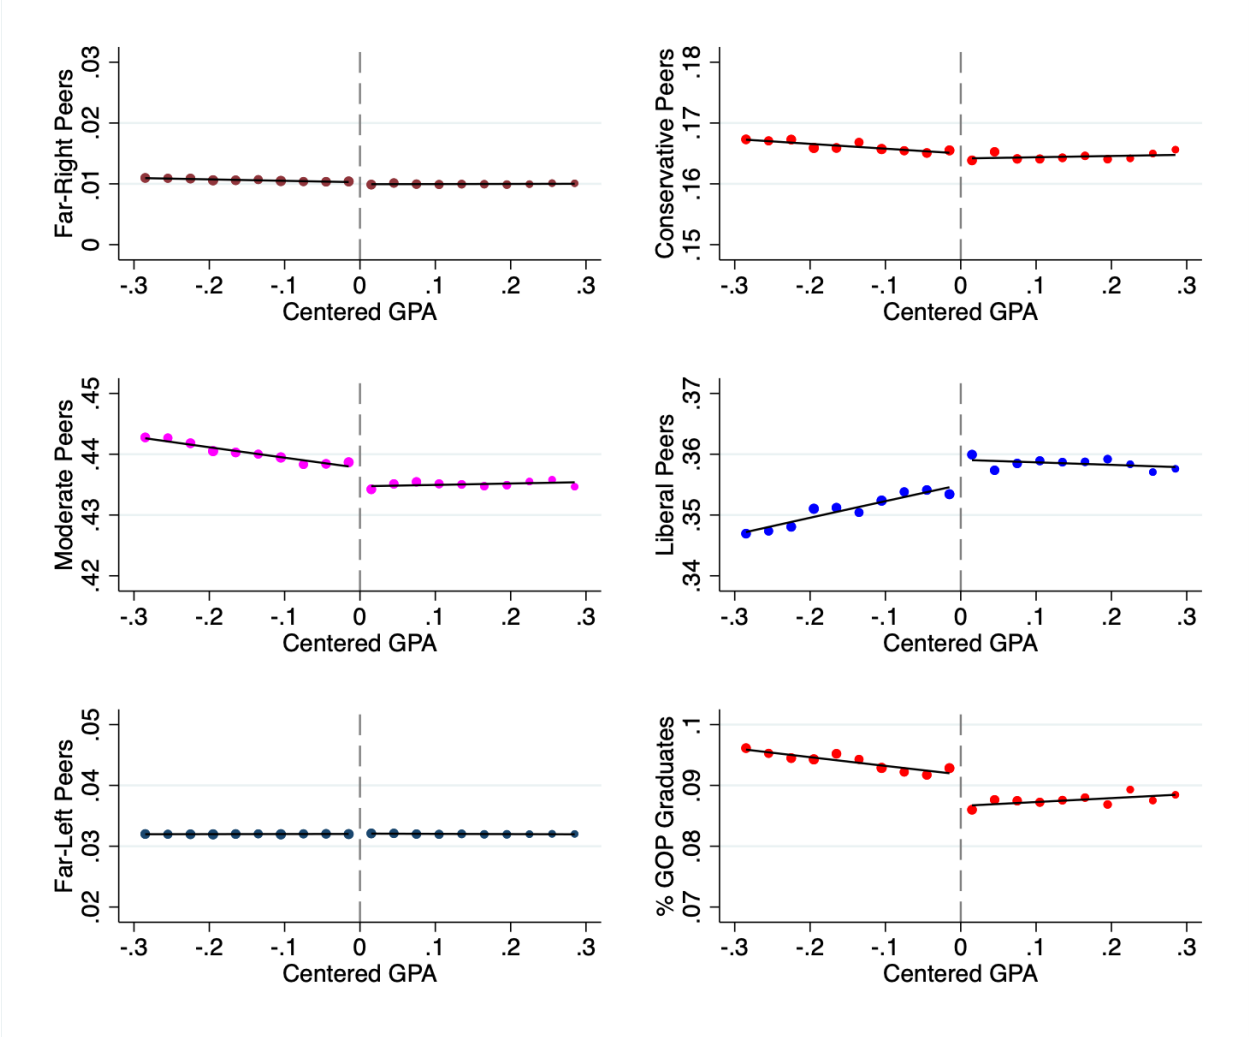 Far-Right Peers
.03
.02
.01
0
-.3 -.2 -.1 0 .1 .2 .3
Centered GPA
Conservative Peers
.18
.17
.16
.15
-.3 -.2 -.1 0 .1 .2 .3
Centered GPA
Moderate Peers
.45
.44
.43
.42
-.3 -.2 -.1 0 .1 .2 .3
Centered GPA
Liberal Peers
.37
.36
.35
.34
-.3 -.2 -.1 0 .1 .2 .3
Centered GPA
Far-Left Peers
.05
.04
.03
.02
-.3 -.2 -.1 0 .1 .2 .3
Centered GPA
% GOP Graduates
.1
.09
.08
.07
-.3 -.2 -.1 0 .1 .2 .3
Centered GPA